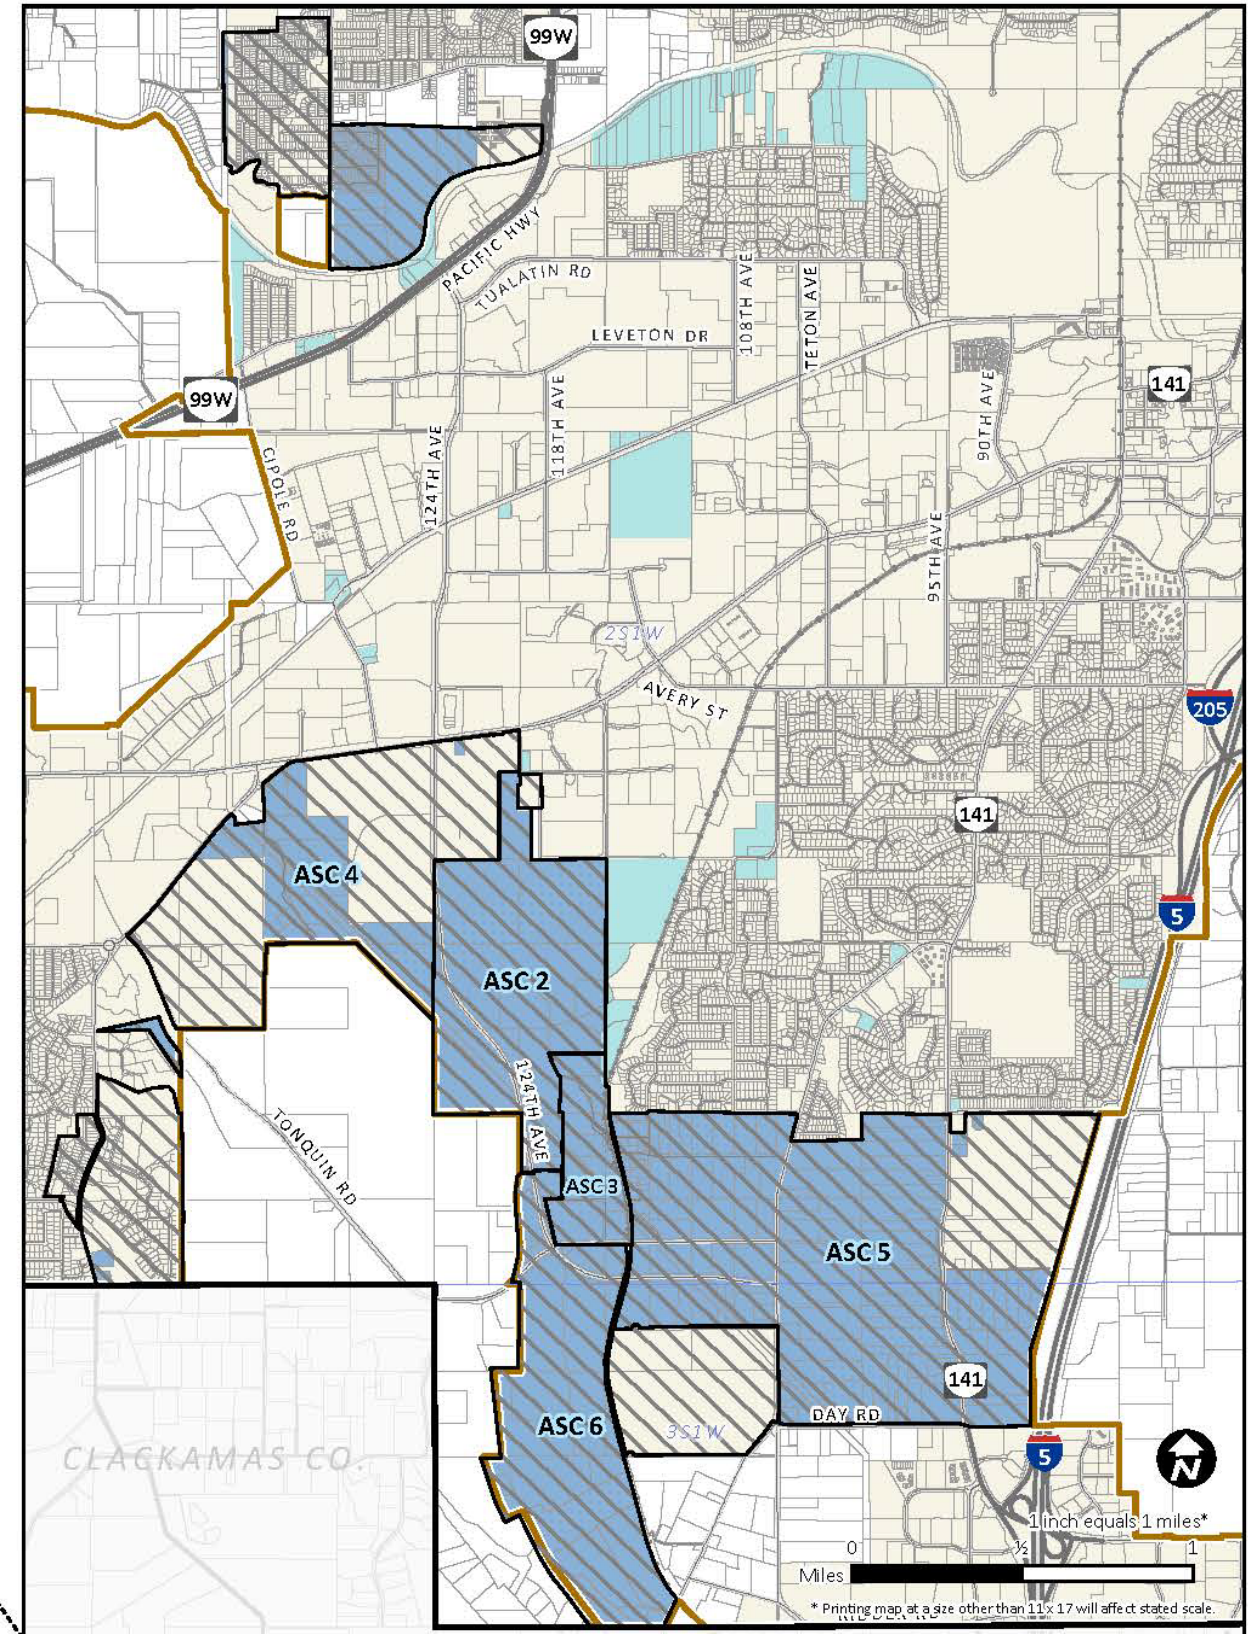 99W
PACIFIC HWY
TUALATIN RD
108TH AVE
TETON AVE
LEVETON DR
118TH AVE
90TH AVE
141
99W
124TH AVE
CIPOLE RD
95TH AVE
2S1W
AVERY ST
205
141
ASC 4
5
ASC 2
124TH AVE
TONQUIN RD
ASC 3
ASC 5
141
DAY RD
ASC 6
3S1W
CLACKAMAS CO.
5
N
1 inch equals 1 miles*
0 ½ 1
Miles
* Printing map at a size other than 11 x 17 will affect stated scale.